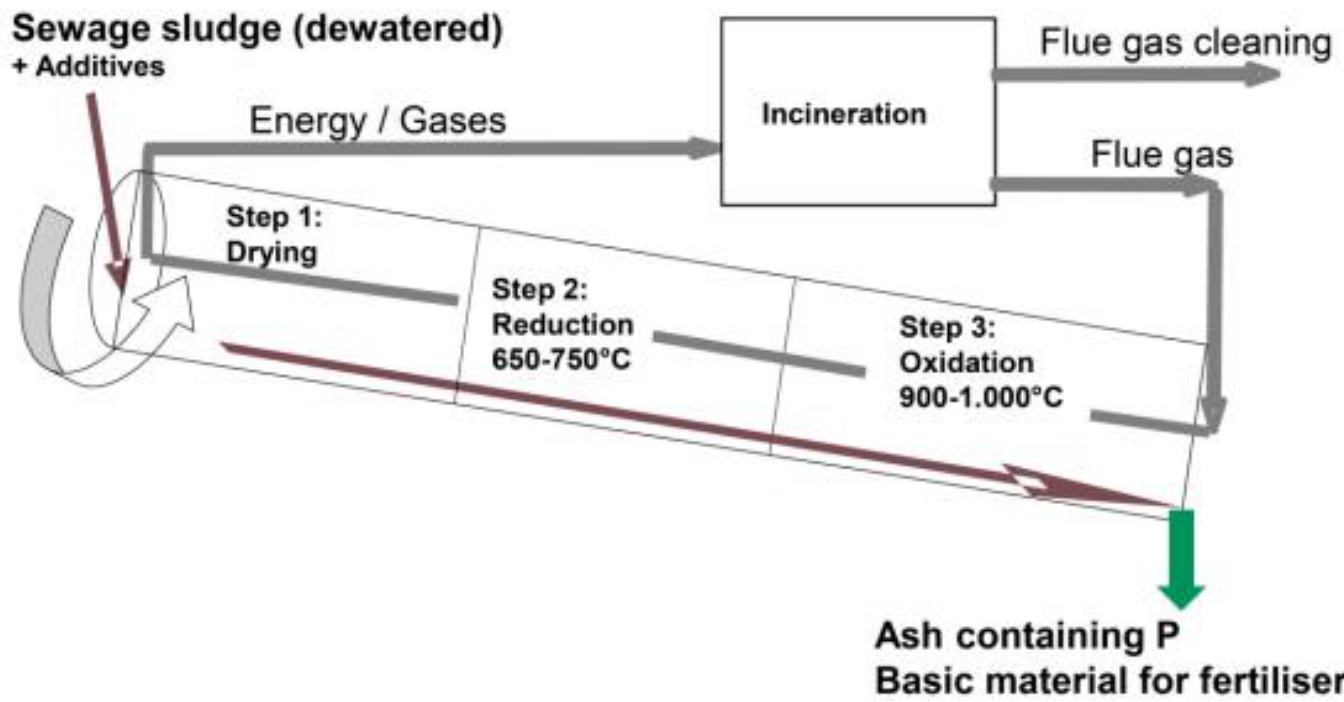 Sewage sludge (dewatered)
+ Additives
Energy / Gases
Incineration
Flue gas cleaning
Flue gas
Step 1:
Drying
Step 2:
Reduction
650-750°C
Step 3:
Oxidation
900-1.000°C
Ash containing P
Basic material for fertiliser